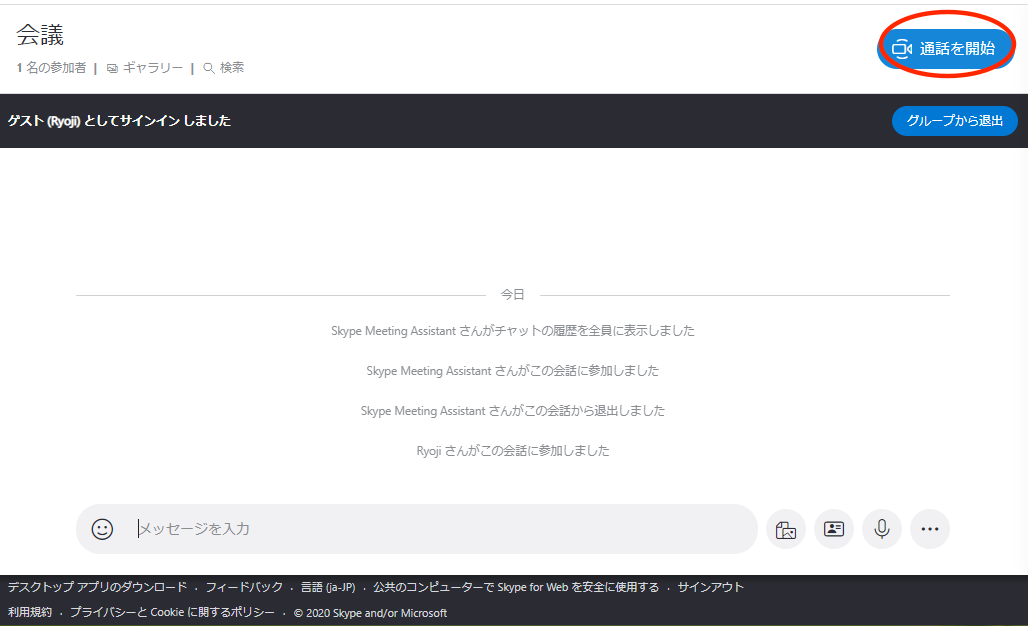 会議
通話を開始
1 名の参加者 | ギャラリー | 検索
ゲスト (Ryoji) としてサインイン しました
グループから退出
今日
Skype Meeting Assistant さんがチャットの履歴を全員に表示しました
Skype Meeting Assistant さんがこの会話に参加しました
Skype Meeting Assistant さんがこの会話から退出しました
Ryoji さんがこの会話に参加しました
メッセージを入力
デスクトップ アプリのダウンロード · フィードバック · 言語 (ja-JP) · 公共のコンピューターで Skype for Web を安全に使用する · サインアウト
利用規約 · プライバシーと Cookie に関するポリシー · © 2020 Skype and/or Microsoft